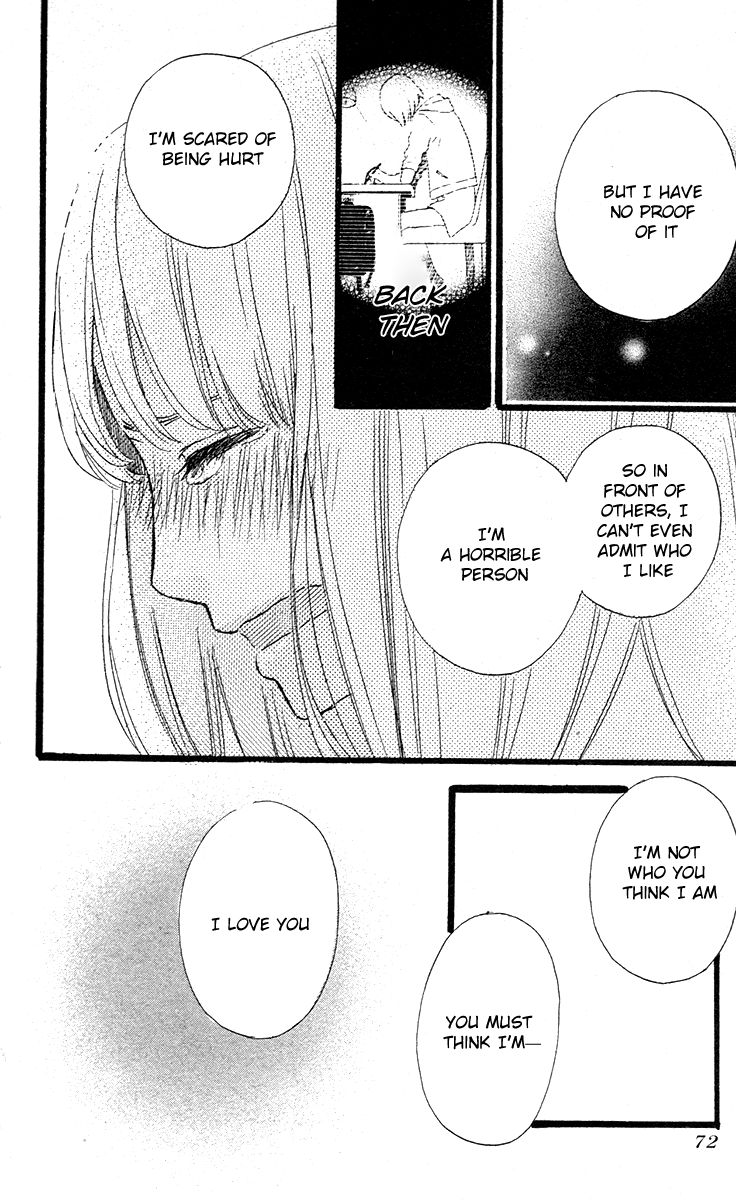 BUT I HAVE
NO PROOF
OF IT
BACK
THEN
I'M SCARED OF
BEING HURT
SO IN
FRONT OF
OTHERS, I
CAN'T EVEN
ADMIT WHO
I LIKE
I'M
A HORRIBLE
PERSON
I'M NOT
WHO YOU
THINK I AM
YOU MUST
THINK I'M—
I LOVE YOU
72